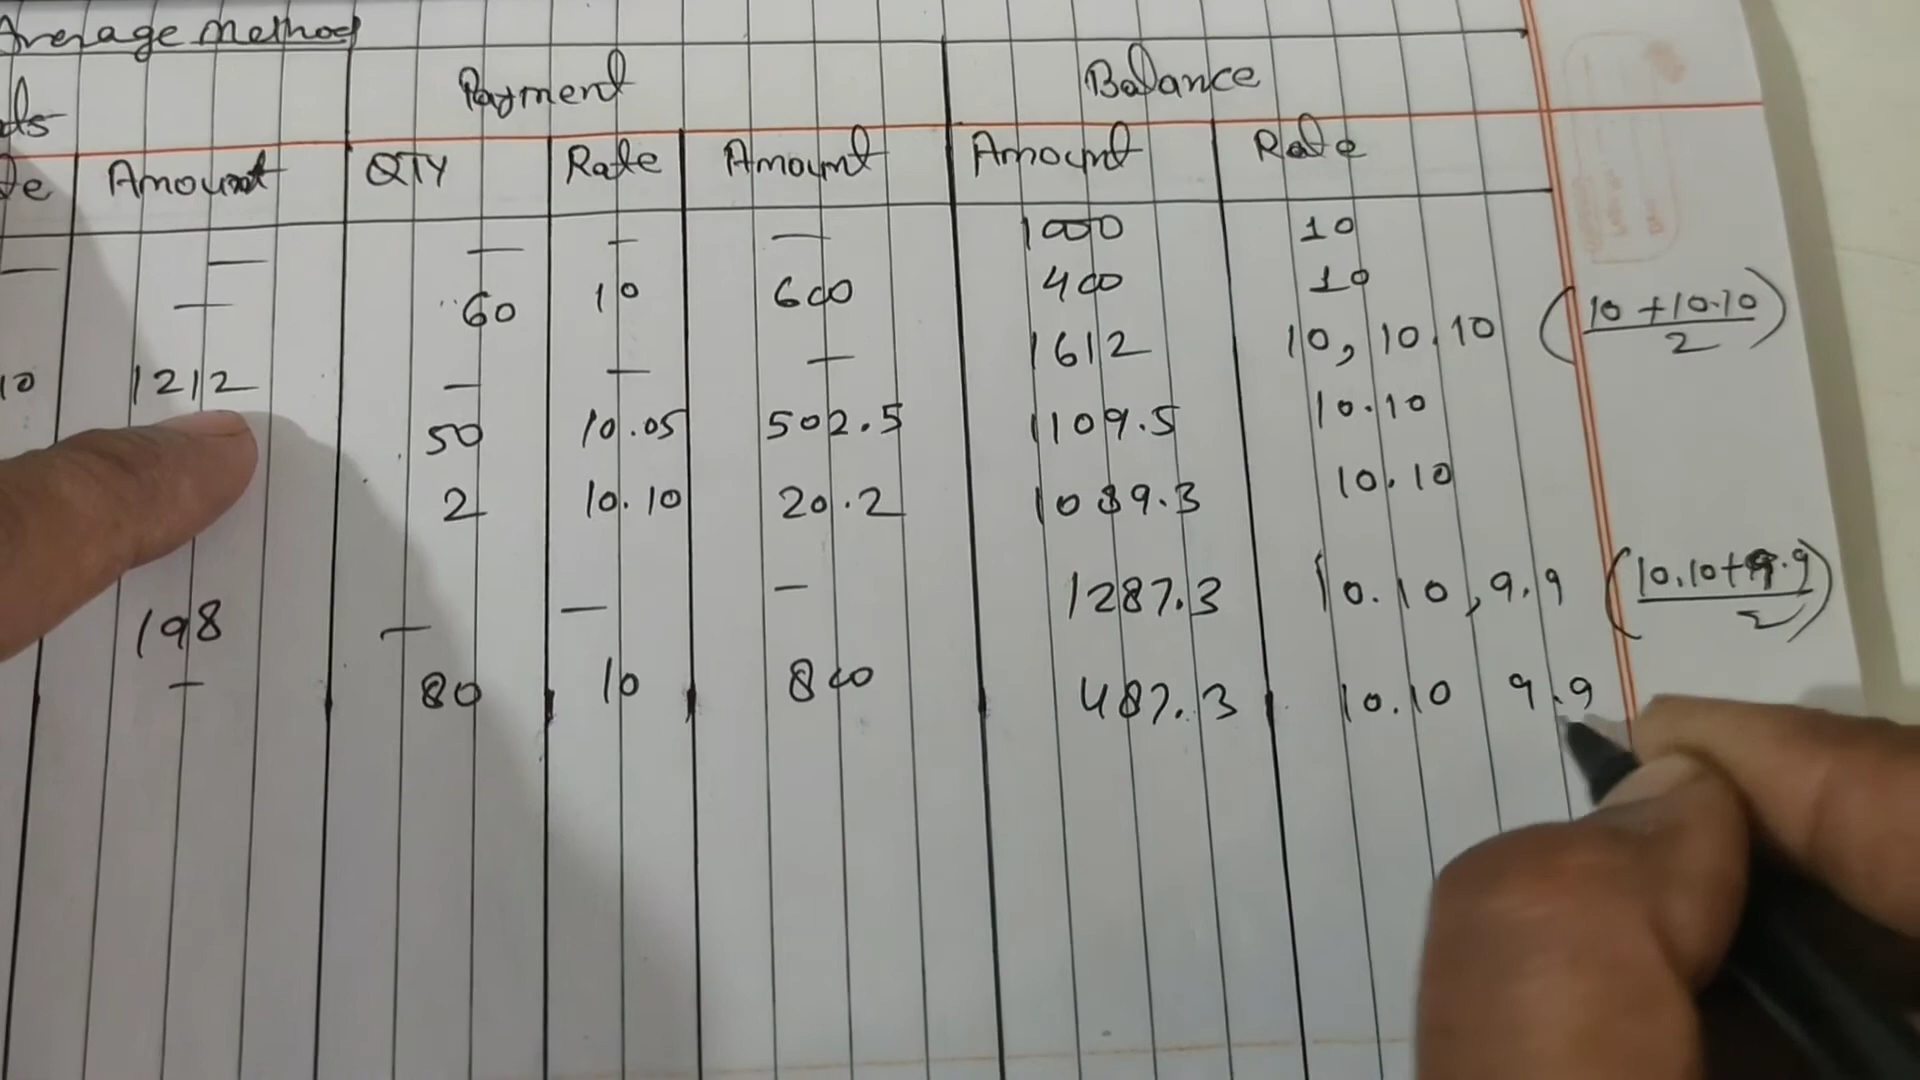 Average Method
ds Payment Balance
te Amount QTY Rate Amount Amount Rate
— — — — — 1000 10
— 60 10 600 400 10
10 1212 — — — 1612 10, 10.10 (10 + 10.10 / 2)
50 10.05 502.5 1109.5 10.10
2 10.10 20.2 1089.3 10.10
198 — — — 1287.3 10.10, 9.9 (10.10+9.9 / 2)
— 80 10 800 487.3 10.10 9.9